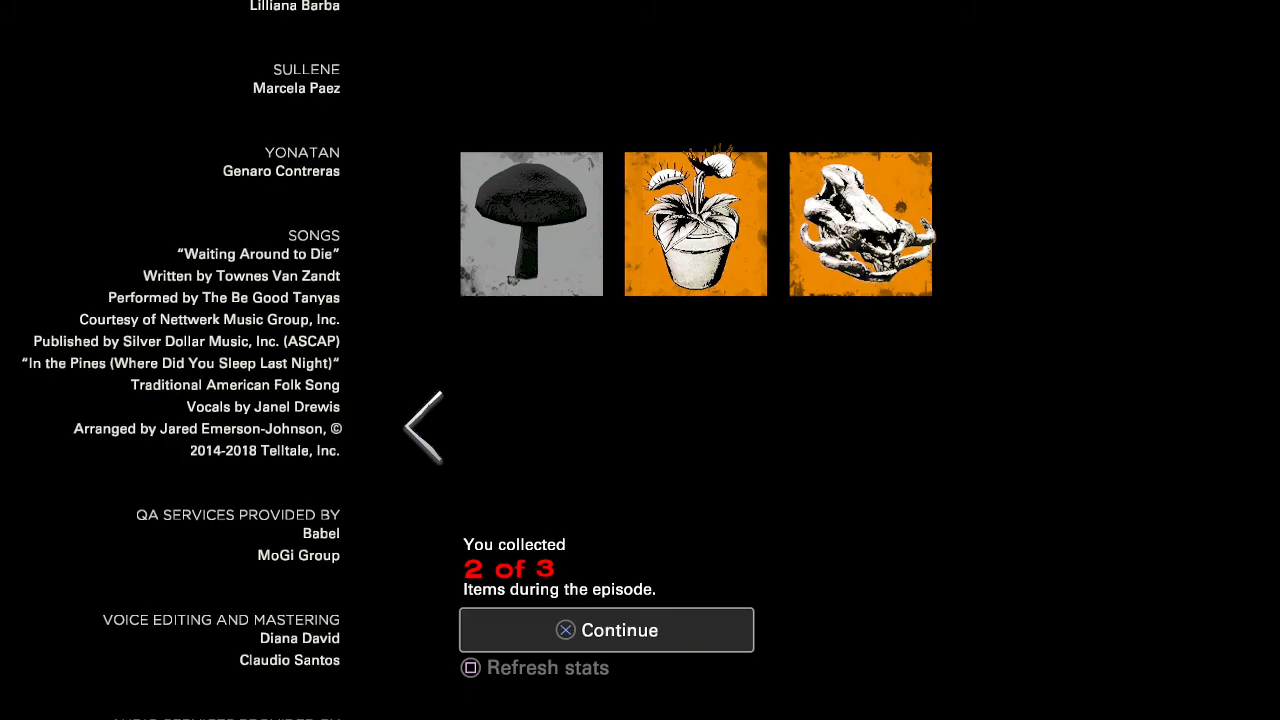 Lilliana Barba
SULLENE
Marcela Paez
YONATAN
Genaro Contreras
SONGS
“Waiting Around to Die”
Written by Townes Van Zandt
Performed by The Be Good Tanyas
Courtesy of Nettwerk Music Group, Inc.
Published by Silver Dollar Music, Inc. (ASCAP)
“In the Pines (Where Did You Sleep Last Night)“
Traditional American Folk Song
Vocals by Janel Drewis
Arranged by Jared Emerson-Johnson, ©
2014-2018 Telltale, Inc.
QA SERVICES PROVIDED BY
Babel
MoGi Group
VOICE EDITING AND MASTERING
Diana David
Claudio Santos
AUDIO SERVICES PROVIDED BY
You collected
2 of 3
Items during the episode.
Continue
Refresh stats